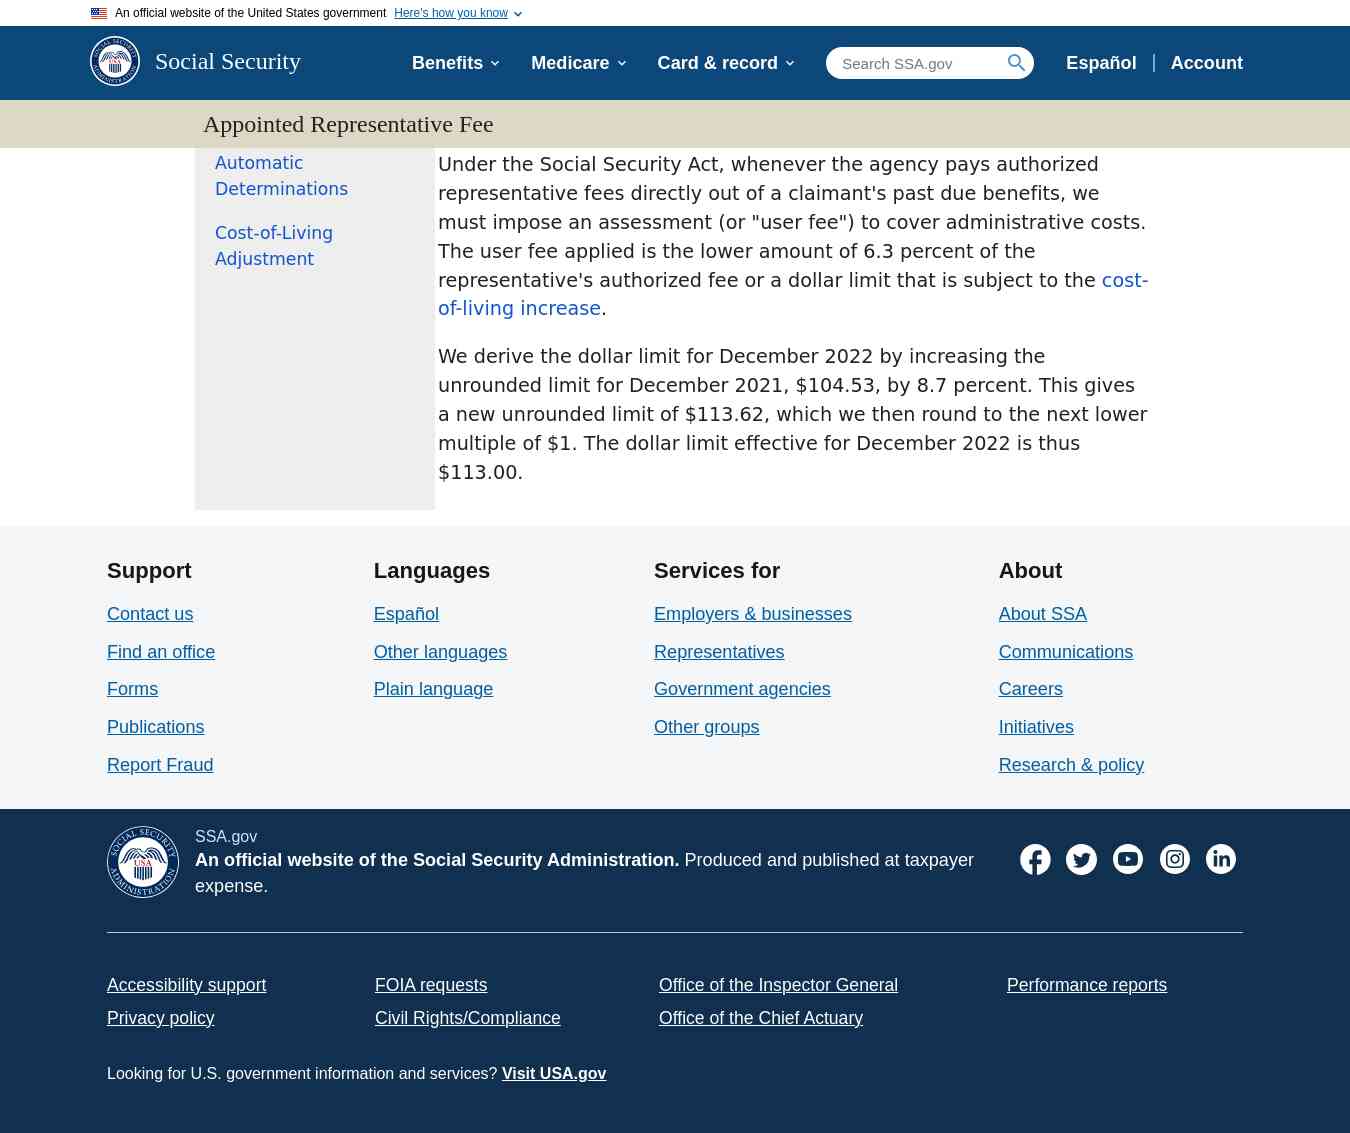 An official website of the United States government Here's how you know
Social Security
Benefits
Medicare
Card & record
Search SSA.gov
Español
Account
Appointed Representative Fee
Automatic
Determinations
Cost-of-Living
Adjustment
Under the Social Security Act, whenever the agency pays authorized
representative fees directly out of a claimant's past due benefits, we
must impose an assessment (or "user fee") to cover administrative costs.
The user fee applied is the lower amount of 6.3 percent of the
representative's authorized fee or a dollar limit that is subject to the cost-
of-living increase.
We derive the dollar limit for December 2022 by increasing the
unrounded limit for December 2021, $104.53, by 8.7 percent. This gives
a new unrounded limit of $113.62, which we then round to the next lower
multiple of $1. The dollar limit effective for December 2022 is thus
$113.00.
Support
Contact us
Find an office
Forms
Publications
Report Fraud
Languages
Español
Other languages
Plain language
Services for
Employers & businesses
Representatives
Government agencies
Other groups
About
About SSA
Communications
Careers
Initiatives
Research & policy
SOCIAL SECURITY
USA
ADMINISTRATION
SSA.gov
An official website of the Social Security Administration. Produced and published at taxpayer
expense.
Accessibility support
FOIA requests
Office of the Inspector General
Performance reports
Privacy policy
Civil Rights/Compliance
Office of the Chief Actuary
Looking for U.S. government information and services? Visit USA.gov